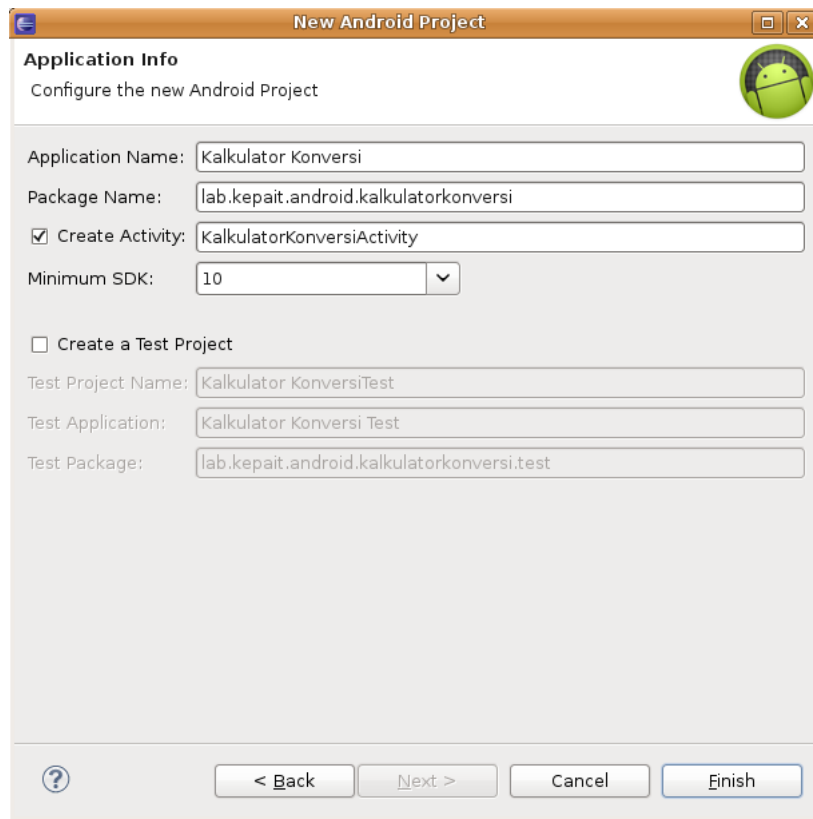 New Android Project
Application Info
Configure the new Android Project
Application Name: Kalkulator Konversi
Package Name: lab.kepait.android.kalkulatorkonversi
Create Activity: KalkulatorKonversiActivity
Minimum SDK: 10
Create a Test Project
Test Project Name: Kalkulator KonversiTest
Test Application: Kalkulator Konversi Test
Test Package: lab.kepait.android.kalkulatorkonversi.test
? < Back Next > Cancel Finish